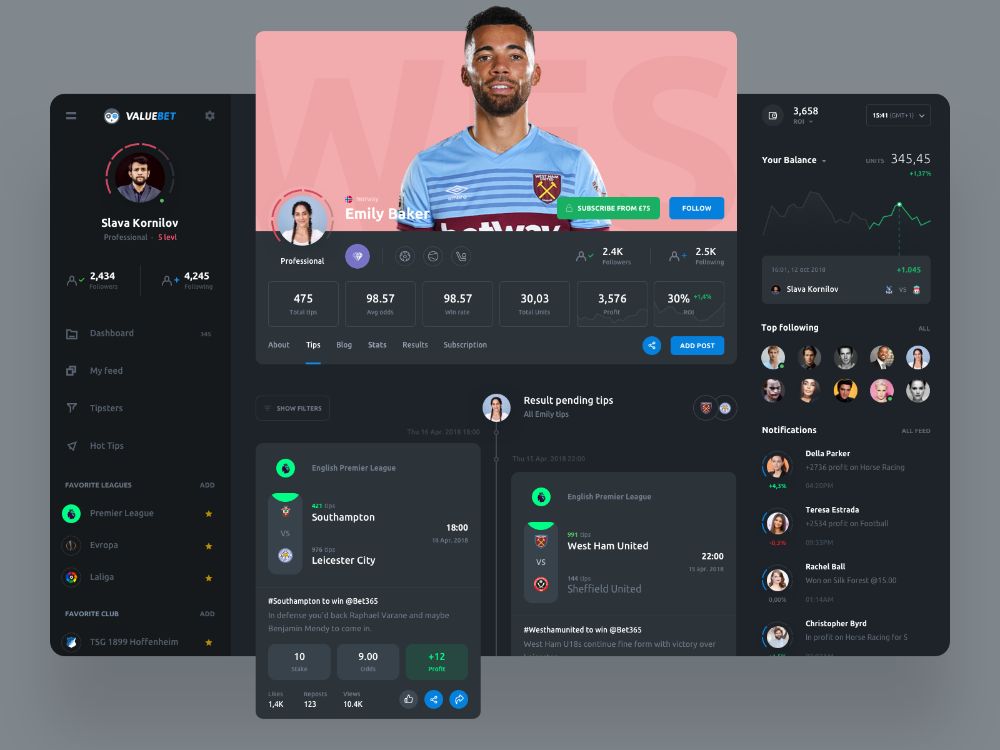 VALUEBET
Slava Kornilov
Professional - 5 levl
2,434
Followers
4,245
Following
Dashboard
345
My feed
Tipsters
Hot Tips
FAVORITE LEAGUES
ADD
Premier League
Evropa
Laliga
FAVORITE CLUB
ADD
TSG 1899 Hoffenheim
WES
umbro
WEST HAM
UNITED
betway
Norway
Emily Baker
SUBSCRIBE FROM £75
FOLLOW
Professional
2.4K
Followers
2.5K
Following
475
Total tips
98.57
Avg odds
98.57
Win rate
30,03
Total Units
3,576
Profit
30% +1,4%
ROI
About
Tips
Blog
Stats
Results
Subscription
ADD POST
SHOW FILTERS
Result pending tips
All Emily tips
Thu 16 Apr. 2018 18:00
English Premier League
421 tips
Southampton
VS
976 tips
Leicester City
18:00
16 Apr. 2018
#Southampton to win @Bet365
In defense you'd back Raphael Varane and maybe
Benjamin Mendy to come in.
10
Stake
9.00
Odds
+12
Profit
Likes
1,4K
Reposts
123
Views
10.4K
Thu 15 Apr. 2018 22:00
English Premier League
991 tips
West Ham United
VS
144 tips
Sheffield United
22:00
15 apr. 2018
#Westhamunited to win @Bet365
West Ham U18s continue fine form with victory over
3,658
ROI
15:41 (GMT+1)
Your Balance
UNITS 345,45
+1,37%
16:01, 12 oct 2018
+1.045
Slava Kornilov
VS
Top following
ALL
Notifications
ALL FEED
Della Parker
+2736 profit on Horse Racing
+4,3%
04:20PM
Teresa Estrada
+2534 profit on Football
-0.2%
09:33PM
Rachel Ball
Won on Silk Forest @15.00
0,00%
01:14AM
Christopher Byrd
In profit on Horse Racing for S